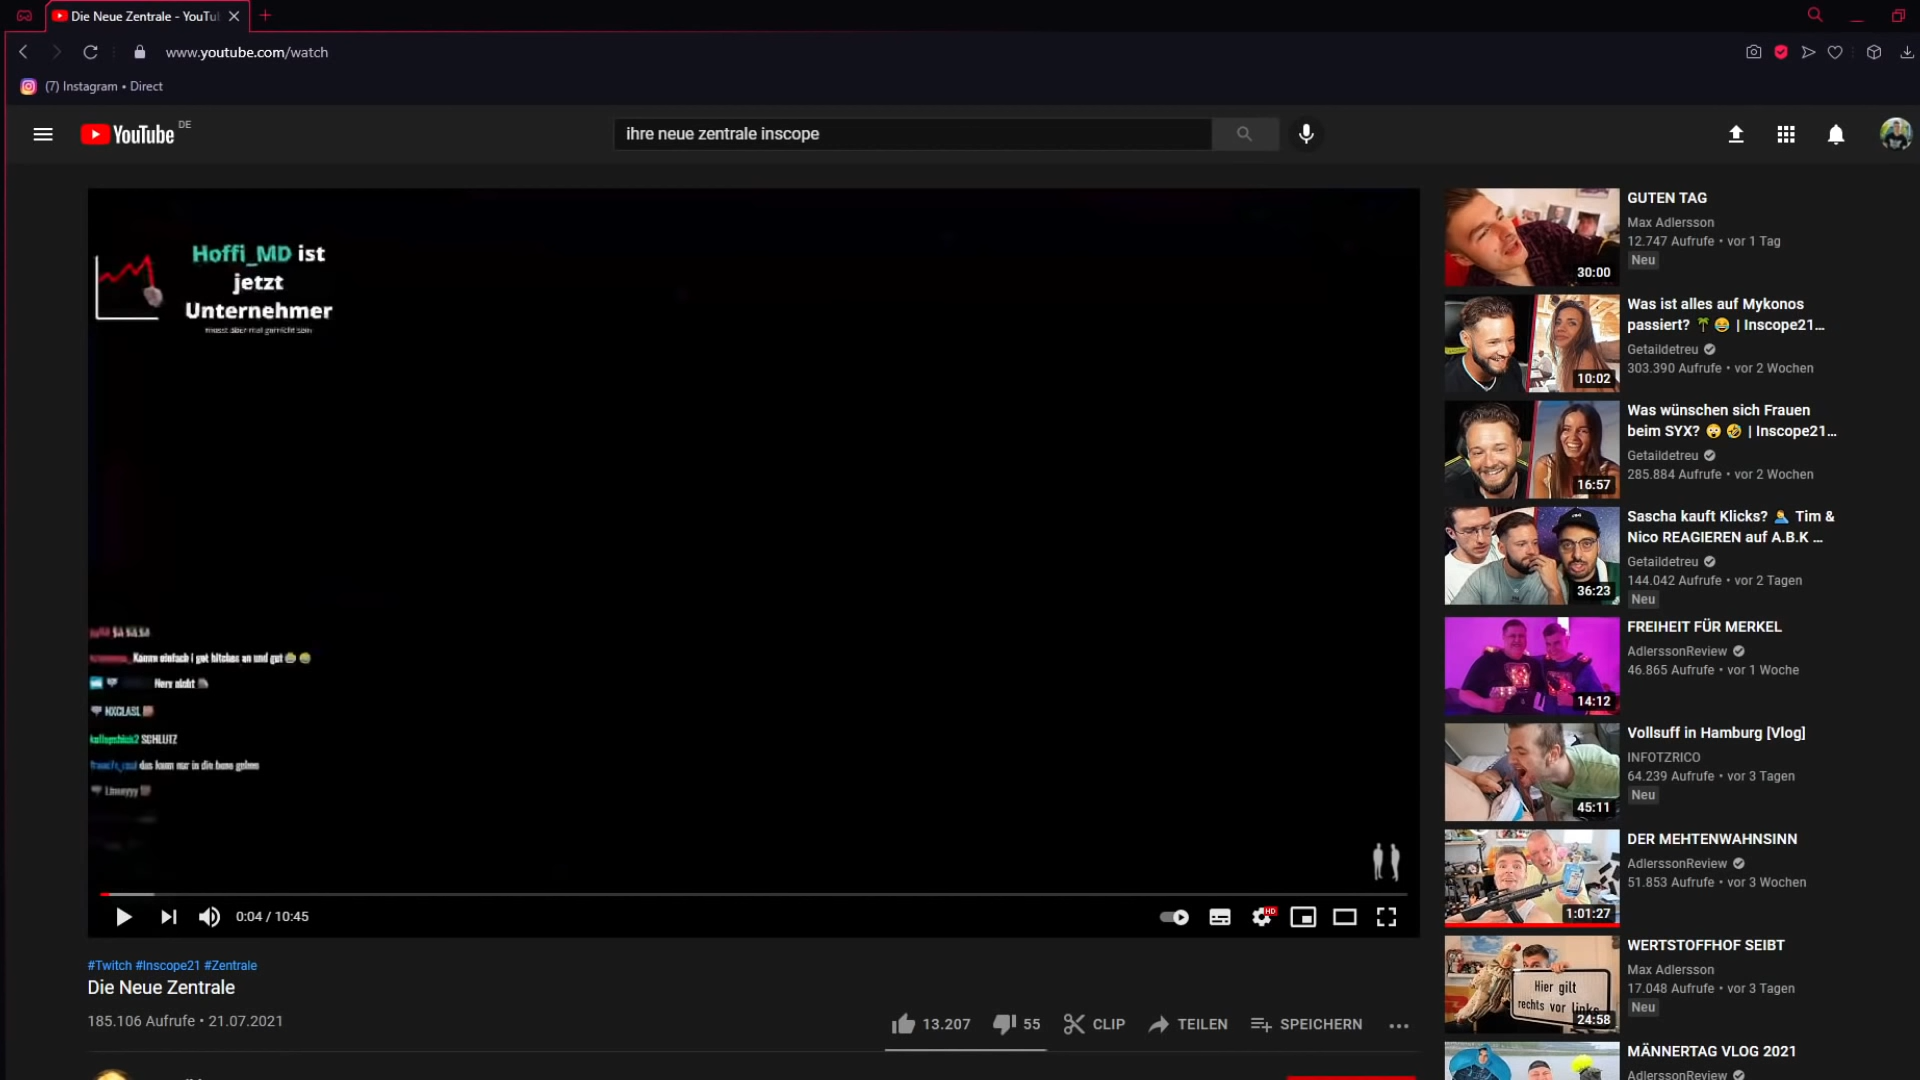 Die Neue Zentrale - YouTu
www.youtube.com/watch
(7) Instagram • Direct
YouTube DE
ihre neue zentrale inscope
Hoffi_MD ist
jetzt
Unternehmer
SCHLUTZ
0:04 / 10:45
HD
#Twitch #Inscope21 #Zentrale
Die Neue Zentrale
185.106 Aufrufe • 21.07.2021
13.207
55
CLIP
TEILEN
SPEICHERN
30:00
GUTEN TAG
Max Adlersson
12.747 Aufrufe • vor 1 Tag
Neu
10:02
Was ist alles auf Mykonos
passiert? 🌴 😂 | Inscope21...
Getaildetreu
303.390 Aufrufe • vor 2 Wochen
16:57
Was wünschen sich Frauen
beim SYX? 😳 🤣 | Inscope21...
Getaildetreu
285.884 Aufrufe • vor 2 Wochen
36:23
Sascha kauft Klicks? 🤦‍♂️ Tim &
Nico REAGIEREN auf A.B.K ...
Getaildetreu
144.042 Aufrufe • vor 2 Tagen
Neu
14:12
FREIHEIT FÜR MERKEL
AdlerssonReview
46.865 Aufrufe • vor 1 Woche
45:11
Vollsuff in Hamburg [Vlog]
INFOTZRICO
64.239 Aufrufe • vor 3 Tagen
Neu
1:01:27
DER MEHTENWAHNSINN
AdlerssonReview
51.853 Aufrufe • vor 3 Wochen
Hier gilt
rechts vor links
24:58
WERTSTOFFHOF SEIBT
Max Adlersson
17.048 Aufrufe • vor 3 Tagen
Neu
MÄNNERTAG VLOG 2021
AdlerssonReview